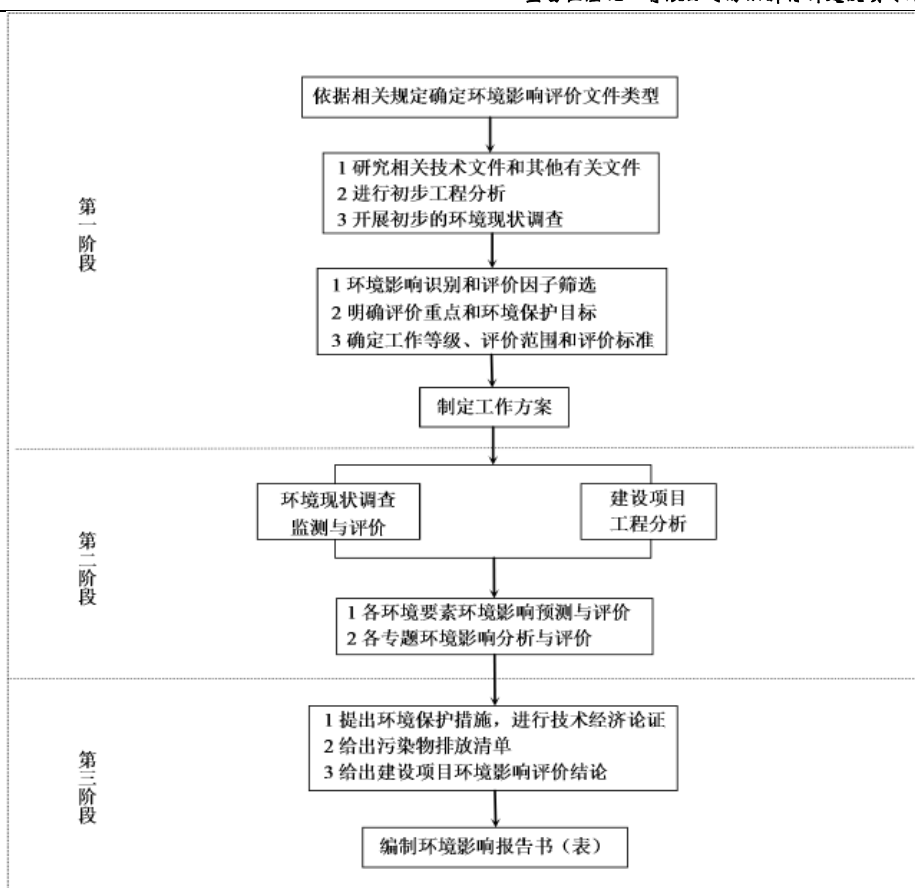 依据相关规定确定环境影响评价文件类型
1 研究相关技术文件和其他有关文件
2 进行初步工程分析
3 开展初步的环境现状调查
第一阶段
1 环境影响识别和评价因子筛选
2 明确评价重点和环境保护目标
3 确定工作等级、评价范围和评价标准
制定工作方案
环境现状调查
监测与评价
建设项目
工程分析
第二阶段
1 各环境要素环境影响预测与评价
2 各专题环境影响分析与评价
1 提出环境保护措施，进行技术经济论证
2 给出污染物排放清单
3 给出建设项目环境影响评价结论
第三阶段
编制环境影响报告书（表）